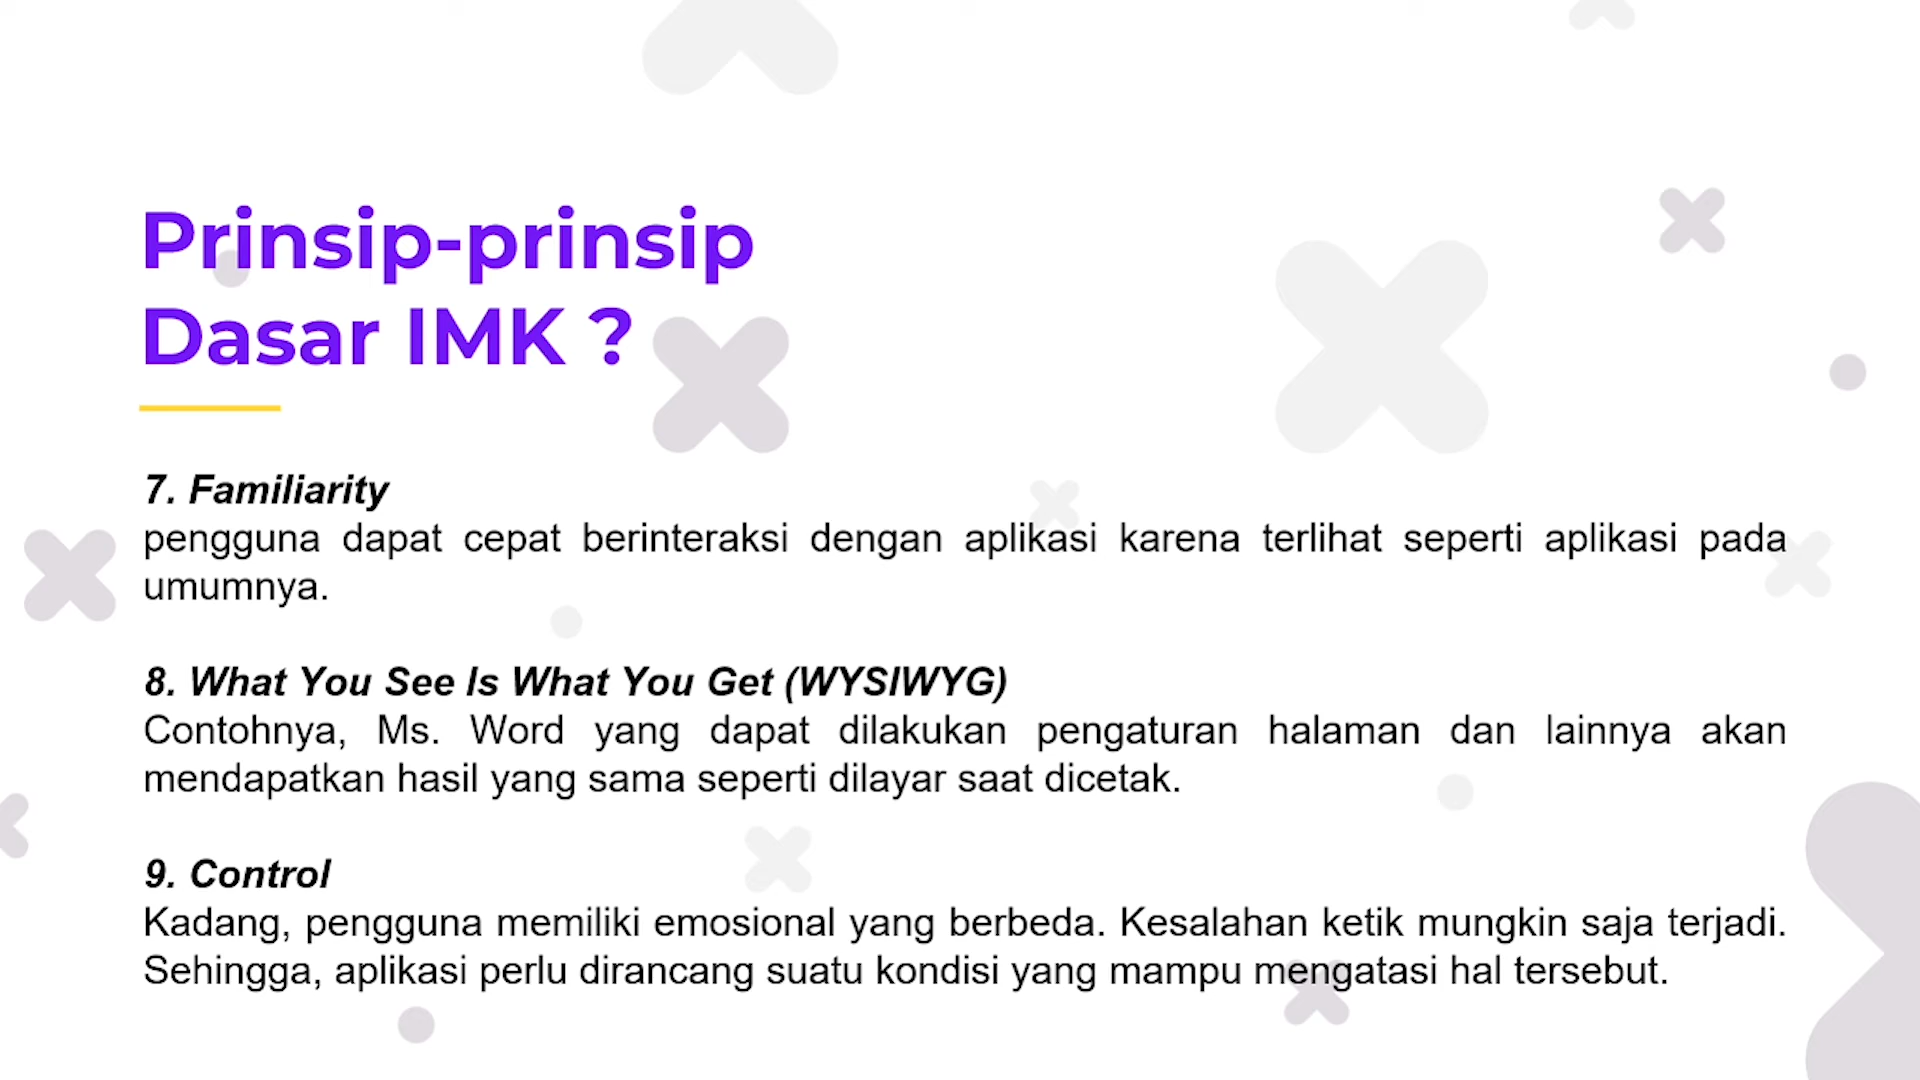 Prinsip-prinsip
Dasar IMK ?
7. Familiarity
pengguna dapat cepat berinteraksi dengan aplikasi karena terlihat seperti aplikasi pada
umumnya.
8. What You See Is What You Get (WYSIWYG)
Contohnya, Ms. Word yang dapat dilakukan pengaturan halaman dan lainnya akan
mendapatkan hasil yang sama seperti dilayar saat dicetak.
9. Control
Kadang, pengguna memiliki emosional yang berbeda. Kesalahan ketik mungkin saja terjadi.
Sehingga, aplikasi perlu dirancang suatu kondisi yang mampu mengatasi hal tersebut.